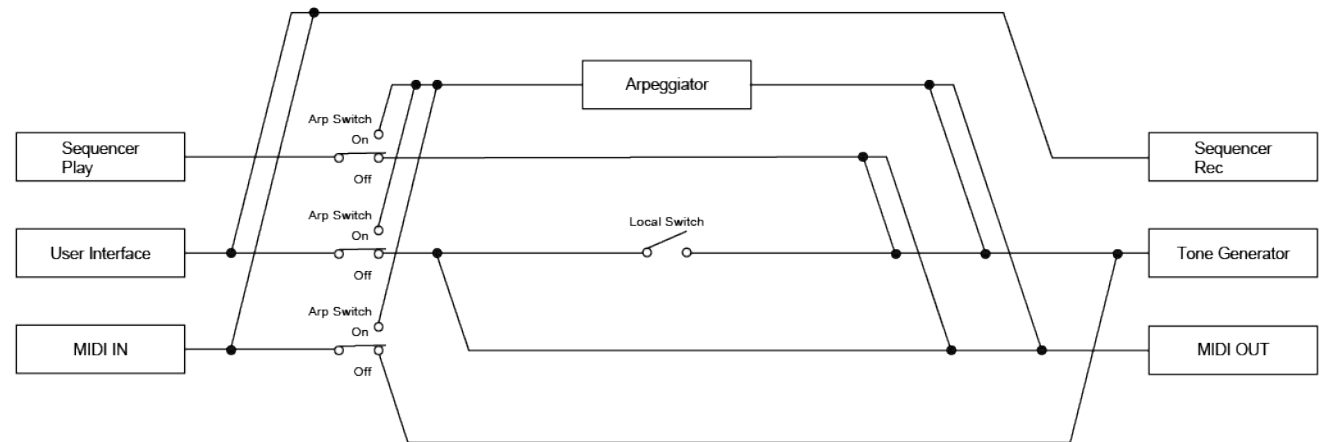 Arpeggiator
Arp Switch
On
Sequencer
Play
Off
Sequencer
Rec
Arp Switch
On
User Interface
Off
Local Switch
Tone Generator
Arp Switch
On
MIDI IN
Off
MIDI OUT